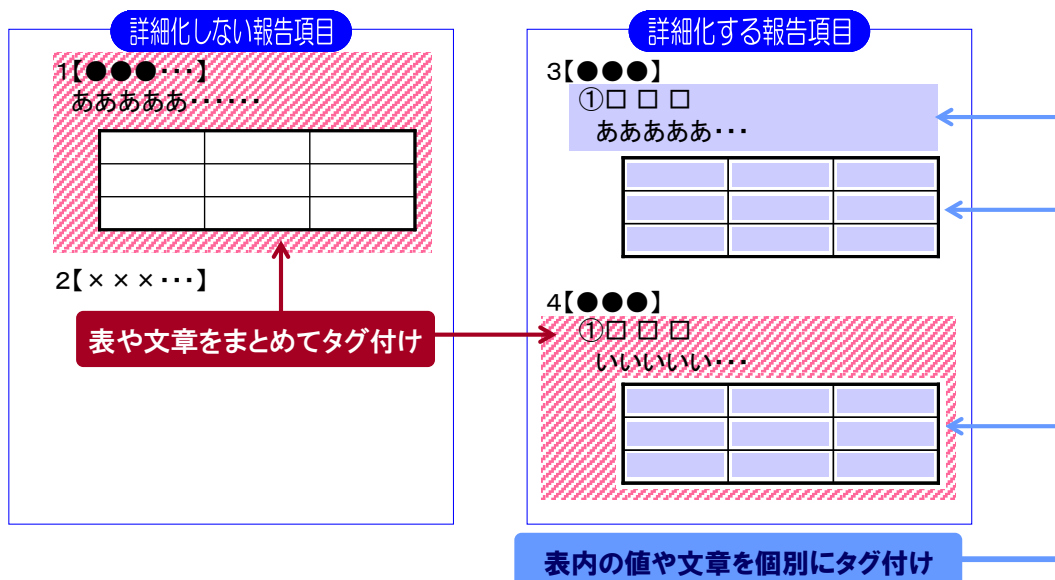 詳細化しない報告項目
1【●●●･･･】
あああああ･･････
2【×××･･･】
表や文章をまとめてタグ付け
詳細化する報告項目
3【●●●】
①□ □ □
あああああ･･･
4【●●●】
①□ □ □
いいいいい･･･
表内の値や文章を個別にタグ付け